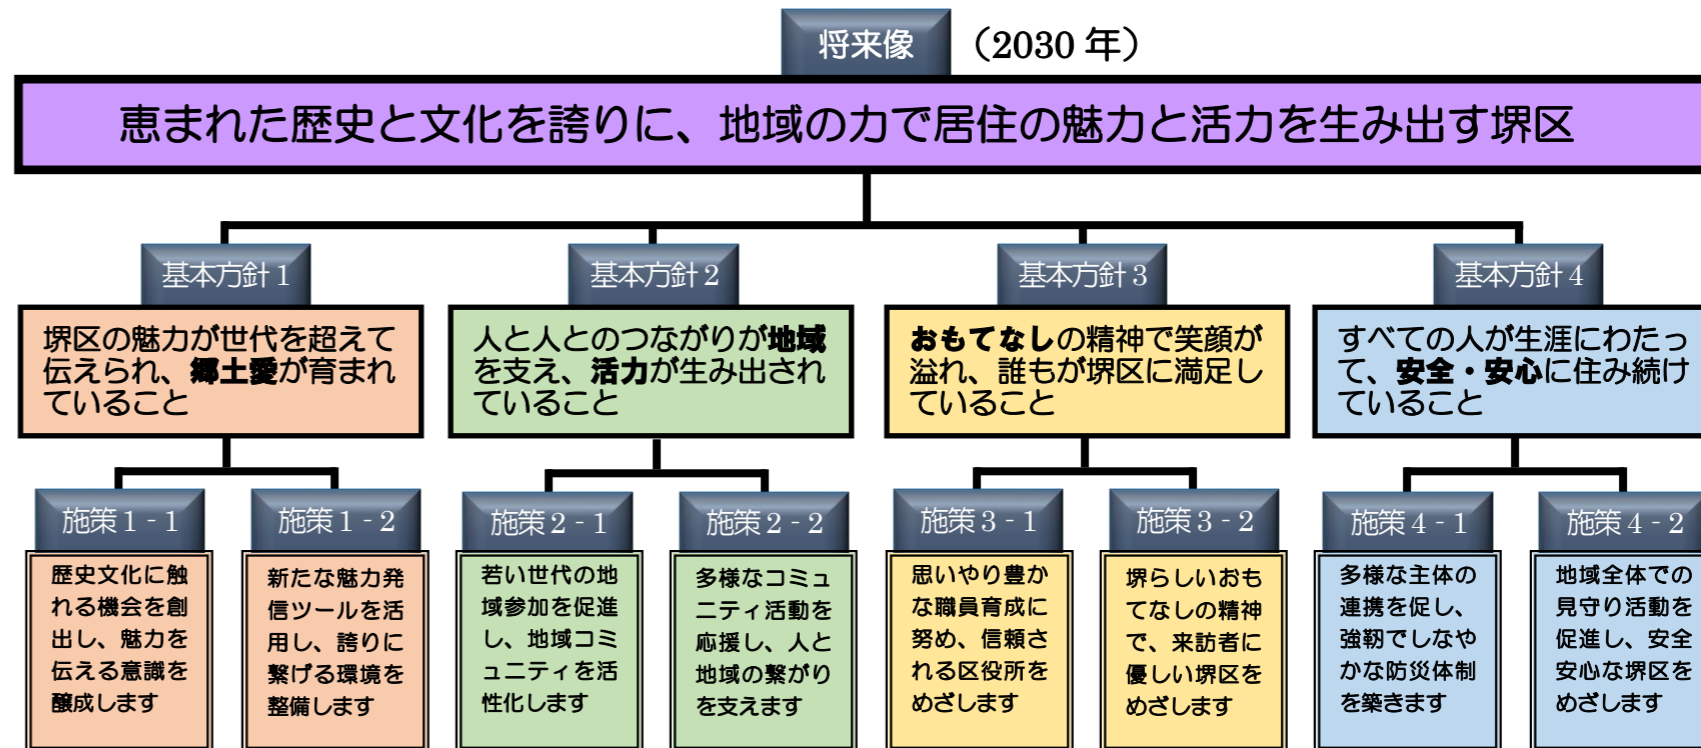 将来像 （2030 年）
恵まれた歴史と文化を誇りに、地域の力で居住の魅力と活力を生み出す堺区
基本方針 1
堺区の魅力が世代を超えて
伝えられ、郷土愛が育まれ
ていること
基本方針 2
人と人とのつながりが地域
を支え、活力が生み出され
ていること
基本方針 3
おもてなしの精神で笑顔が
溢れ、誰もが堺区に満足し
ていること
基本方針 4
すべての人が生涯にわたっ
て、安全・安心に住み続け
ていること
施策 1 - 1
歴史文化に触
れる機会を創
出し、魅力を
伝える意識を
醸成します
施策 1 - 2
新たな魅力発
信ツールを活
用し、誇りに
繋げる環境を
整備します
施策 2 - 1
若い世代の地
域参加を促進
し、地域コミ
ュニティを活
性化します
施策 2 - 2
多様なコミュ
ニティ活動を
応援し、人と
地域の繋がり
を支えます
施策 3 - 1
思いやり豊か
な職員育成に
努め、信頼さ
れる区役所を
めざします
施策 3 - 2
堺らしいおも
てなしの精神
で、来訪者に
優しい堺区を
めざします
施策 4 - 1
多様な主体の
連携を促し、
強靭でしなや
かな防災体制
を築きます
施策 4 - 2
地域全体での
見守り活動を
促進し、安全
安心な堺区を
めざします